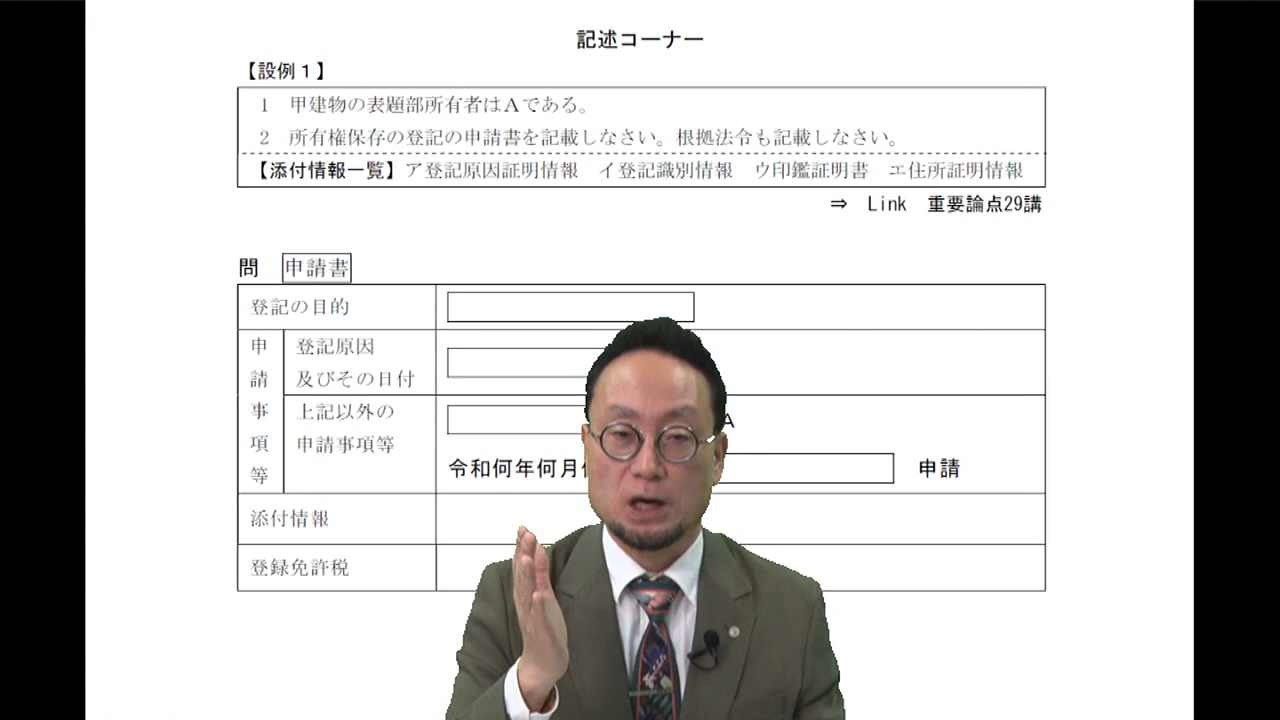 記述コーナー
【設例1】
1 甲建物の表題部所有者はAである。
2 所有権保存の登記の申請書を記載しなさい。根拠法令も記載しなさい。
【添付情報一覧】ア登記原因証明情報 イ登記識別情報 ウ印鑑証明書 エ住所証明情報
⇒ Link 重要論点29講
問 申請書
登記の目的
申請事項等
登記原因
及びその日付
上記以外の
申請事項等
A
令和何年何月
申請
添付情報
登録免許税